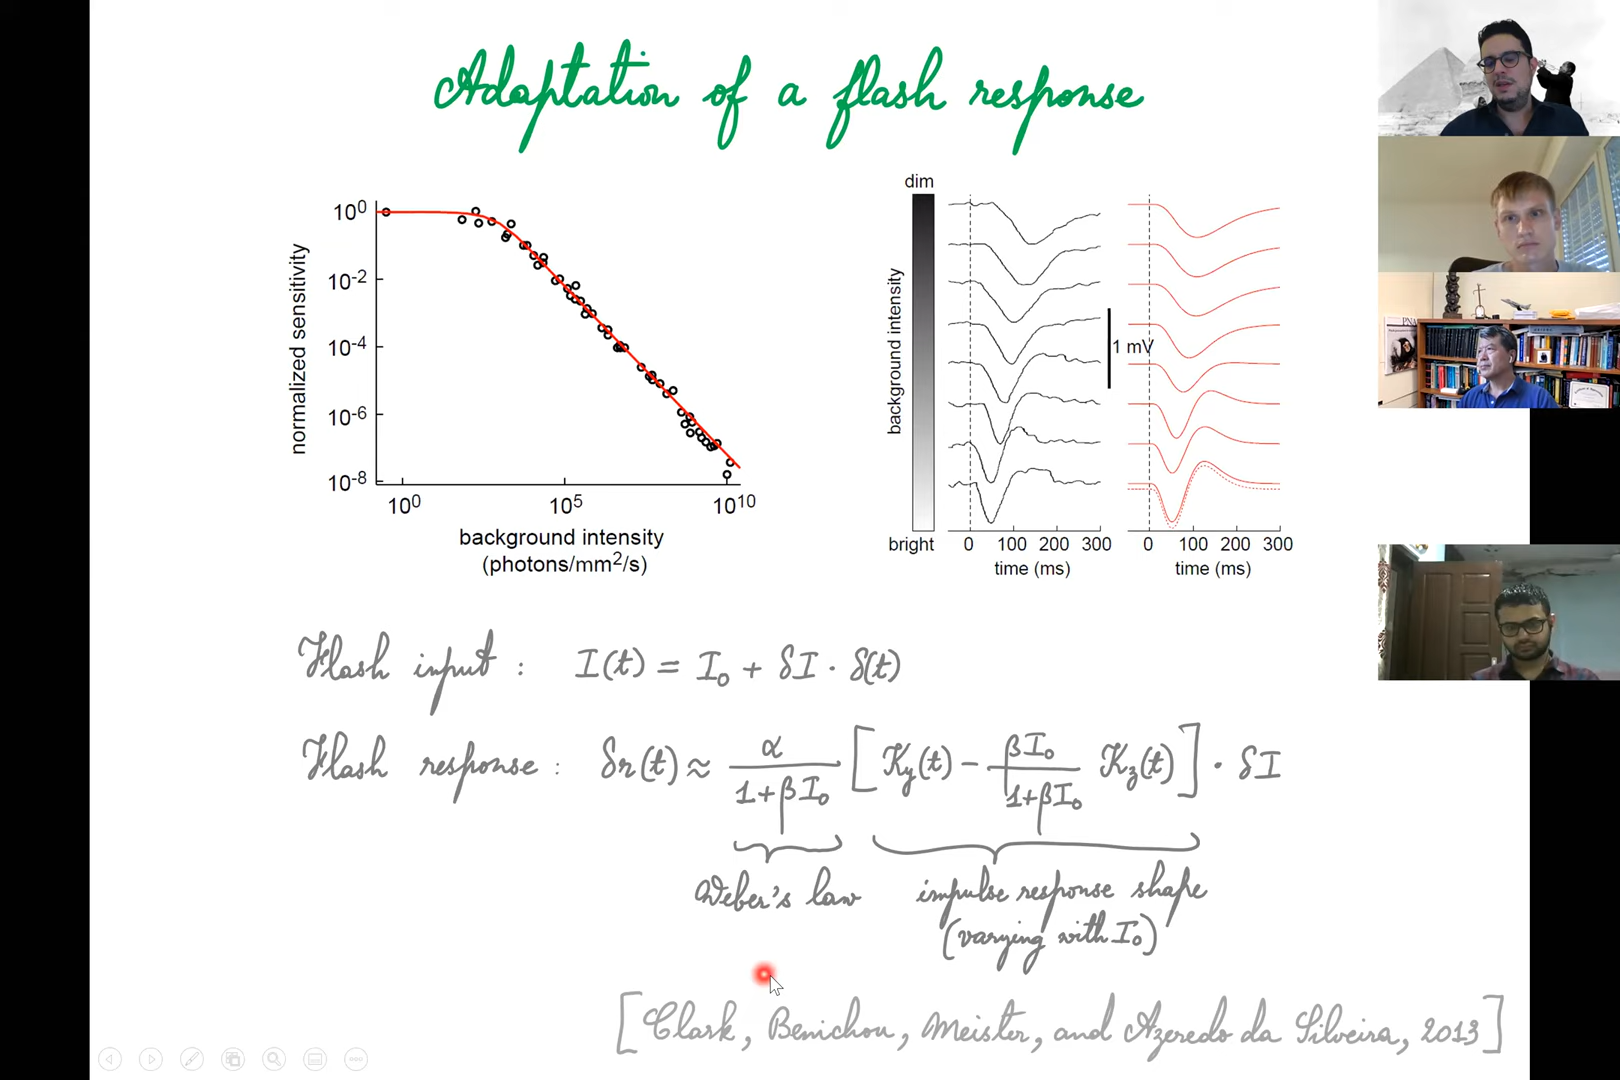 Adaptation of a flash response
10^0
10^-2
10^-4
10^-6
10^-8
normalized sensitivity
10^0 10^5 10^10
background intensity
(photons/mm^2/s)
dim
background intensity
bright
1 mV
0 100 200 300
time (ms)
0 100 200 300
time (ms)
Flash input : I(t) = I₀ + δI · δ(t)
Flash response : δr(t) ≈ α / (1+βI₀) [ K_y(t) − βI₀ / (1+βI₀) K_z(t) ] · δI
Weber's law
impulse response shape
(varying with I₀)
[Clark, Benichou, Meister, and Azeredo da Silveira, 2013]